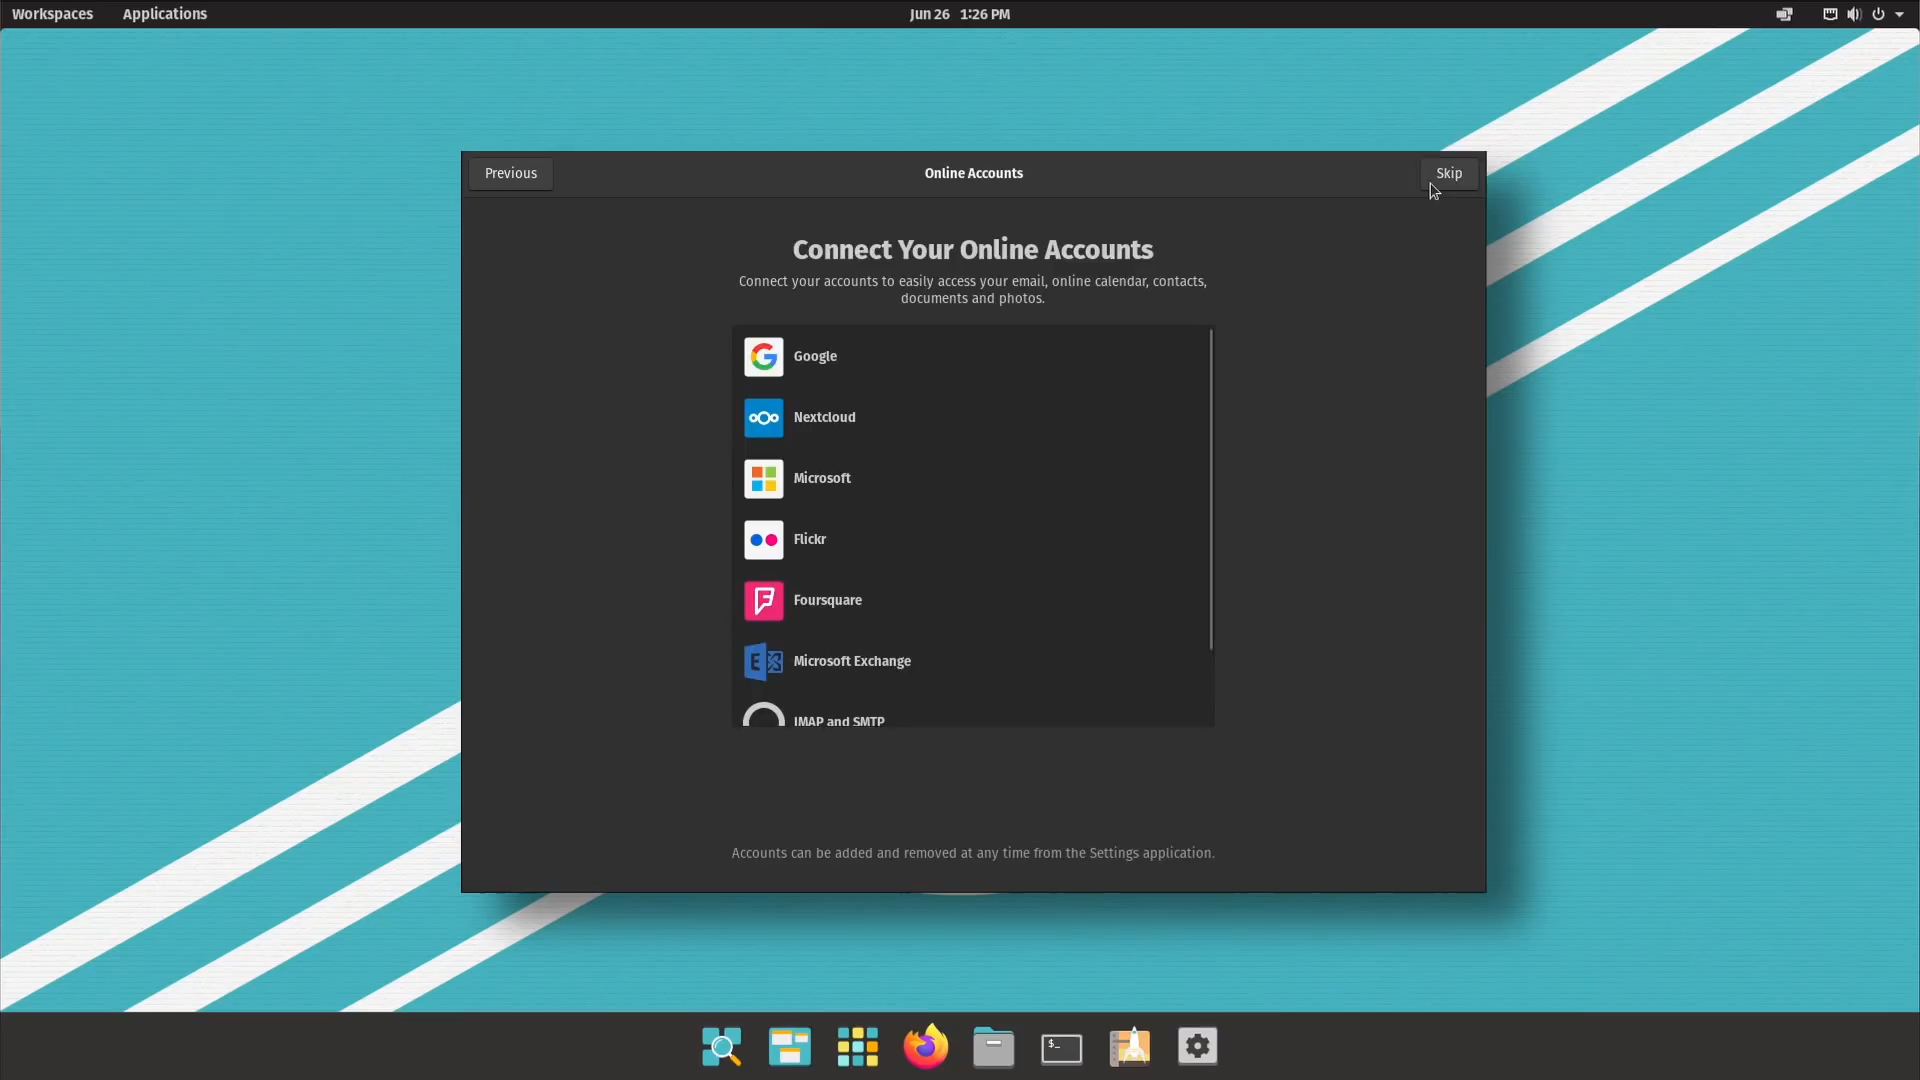 Workspaces Applications Jun 26 1:26 PM
Previous Online Accounts Skip
Connect Your Online Accounts
Connect your accounts to easily access your email, online calendar, contacts,
documents and photos.
Google
Nextcloud
Microsoft
Flickr
Foursquare
Microsoft Exchange
IMAP and SMTP
Accounts can be added and removed at any time from the Settings application.
$_